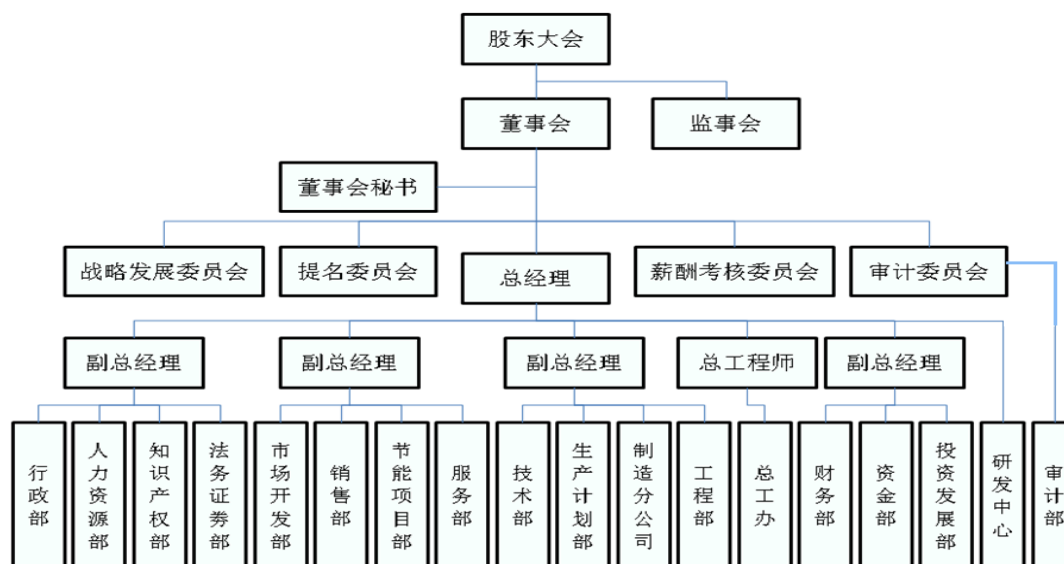 股东大会
董事会
监事会
董事会秘书
战略发展委员会
提名委员会
总经理
薪酬考核委员会
审计委员会
副总经理
副总经理
副总经理
总工程师
副总经理
行政部
人力资源部
知识产权部
法务证券部
市场开发部
销售部
节能项目部
服务部
技术部
生产计划部
制造分公司
工程部
总工办
财务部
资金部
投资发展部
研发中心
审计部